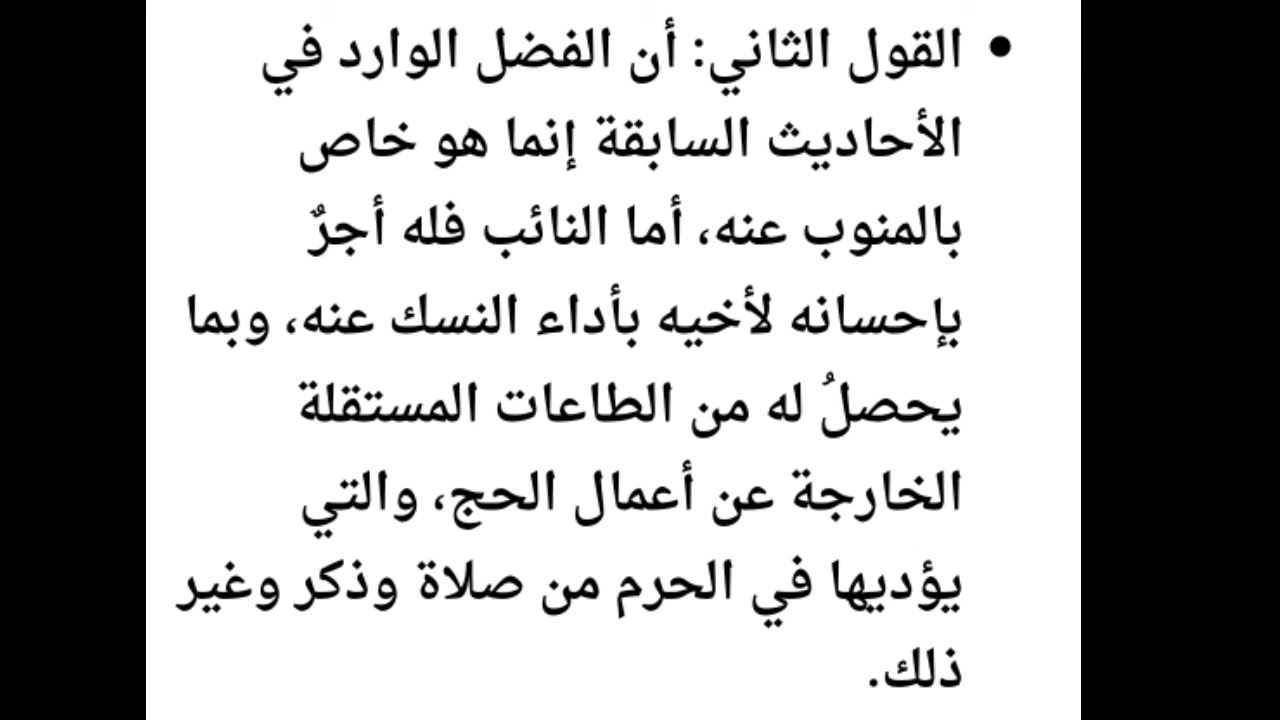 • القول الثاني: أن الفضل الوارد في
الأحاديث السابقة إنما هو خاص
بالمنوب عنه، أما النائب فله أجرٌ
بإحسانه لأخيه بأداء النسك عنه، وبما
يحصلُ له من الطاعات المستقلة
الخارجة عن أعمال الحج، والتي
يؤديها في الحرم من صلاة وذكر وغير
ذلك.